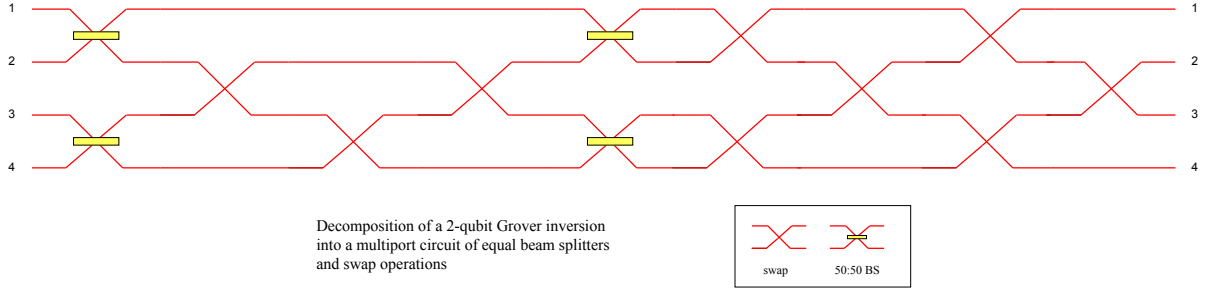 1 1
2 2
3 3
4 4
Decomposition of a 2-qubit Grover inversion
into a multiport circuit of equal beam splitters
and swap operations
swap 50:50 BS